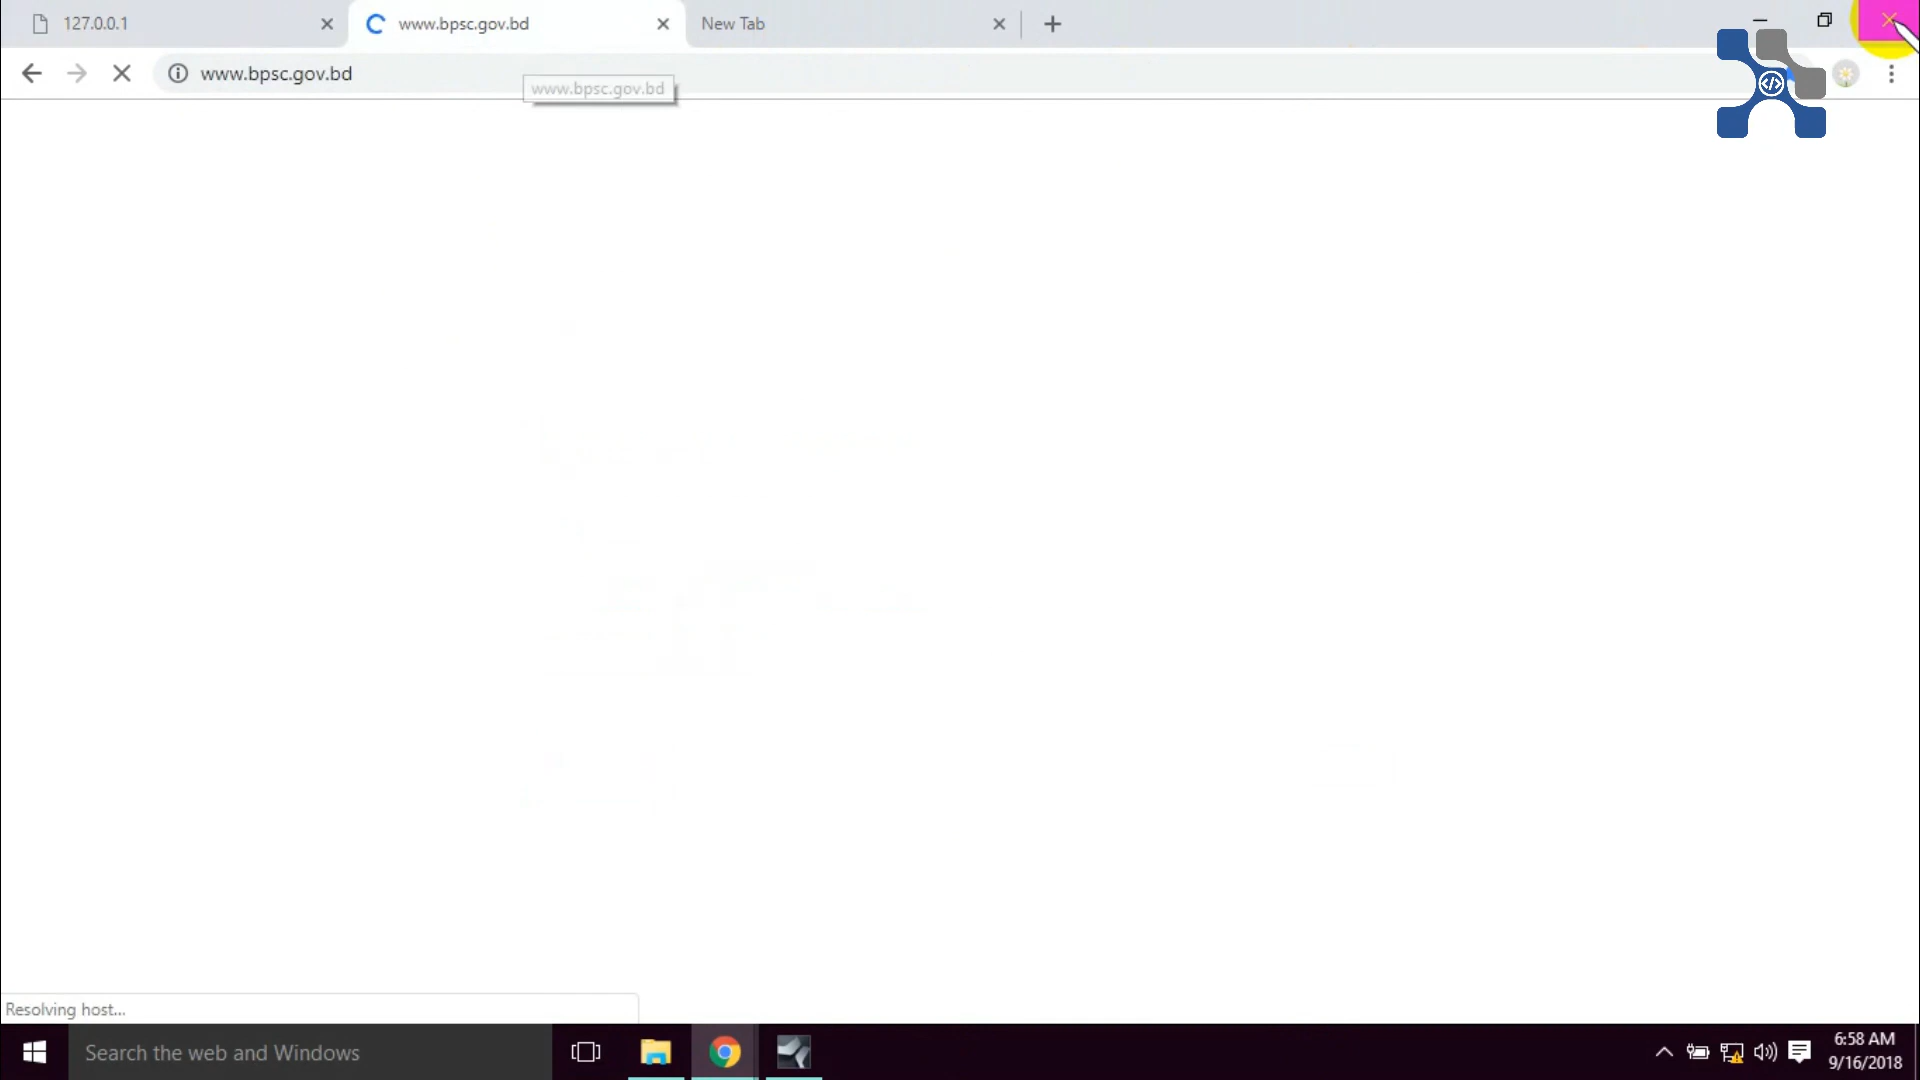 127.0.0.1
www.bpsc.gov.bd
New Tab
www.bpsc.gov.bd
www.bpsc.gov.bd
Resolving host...
Search the web and Windows
6:58 AM
9/16/2018